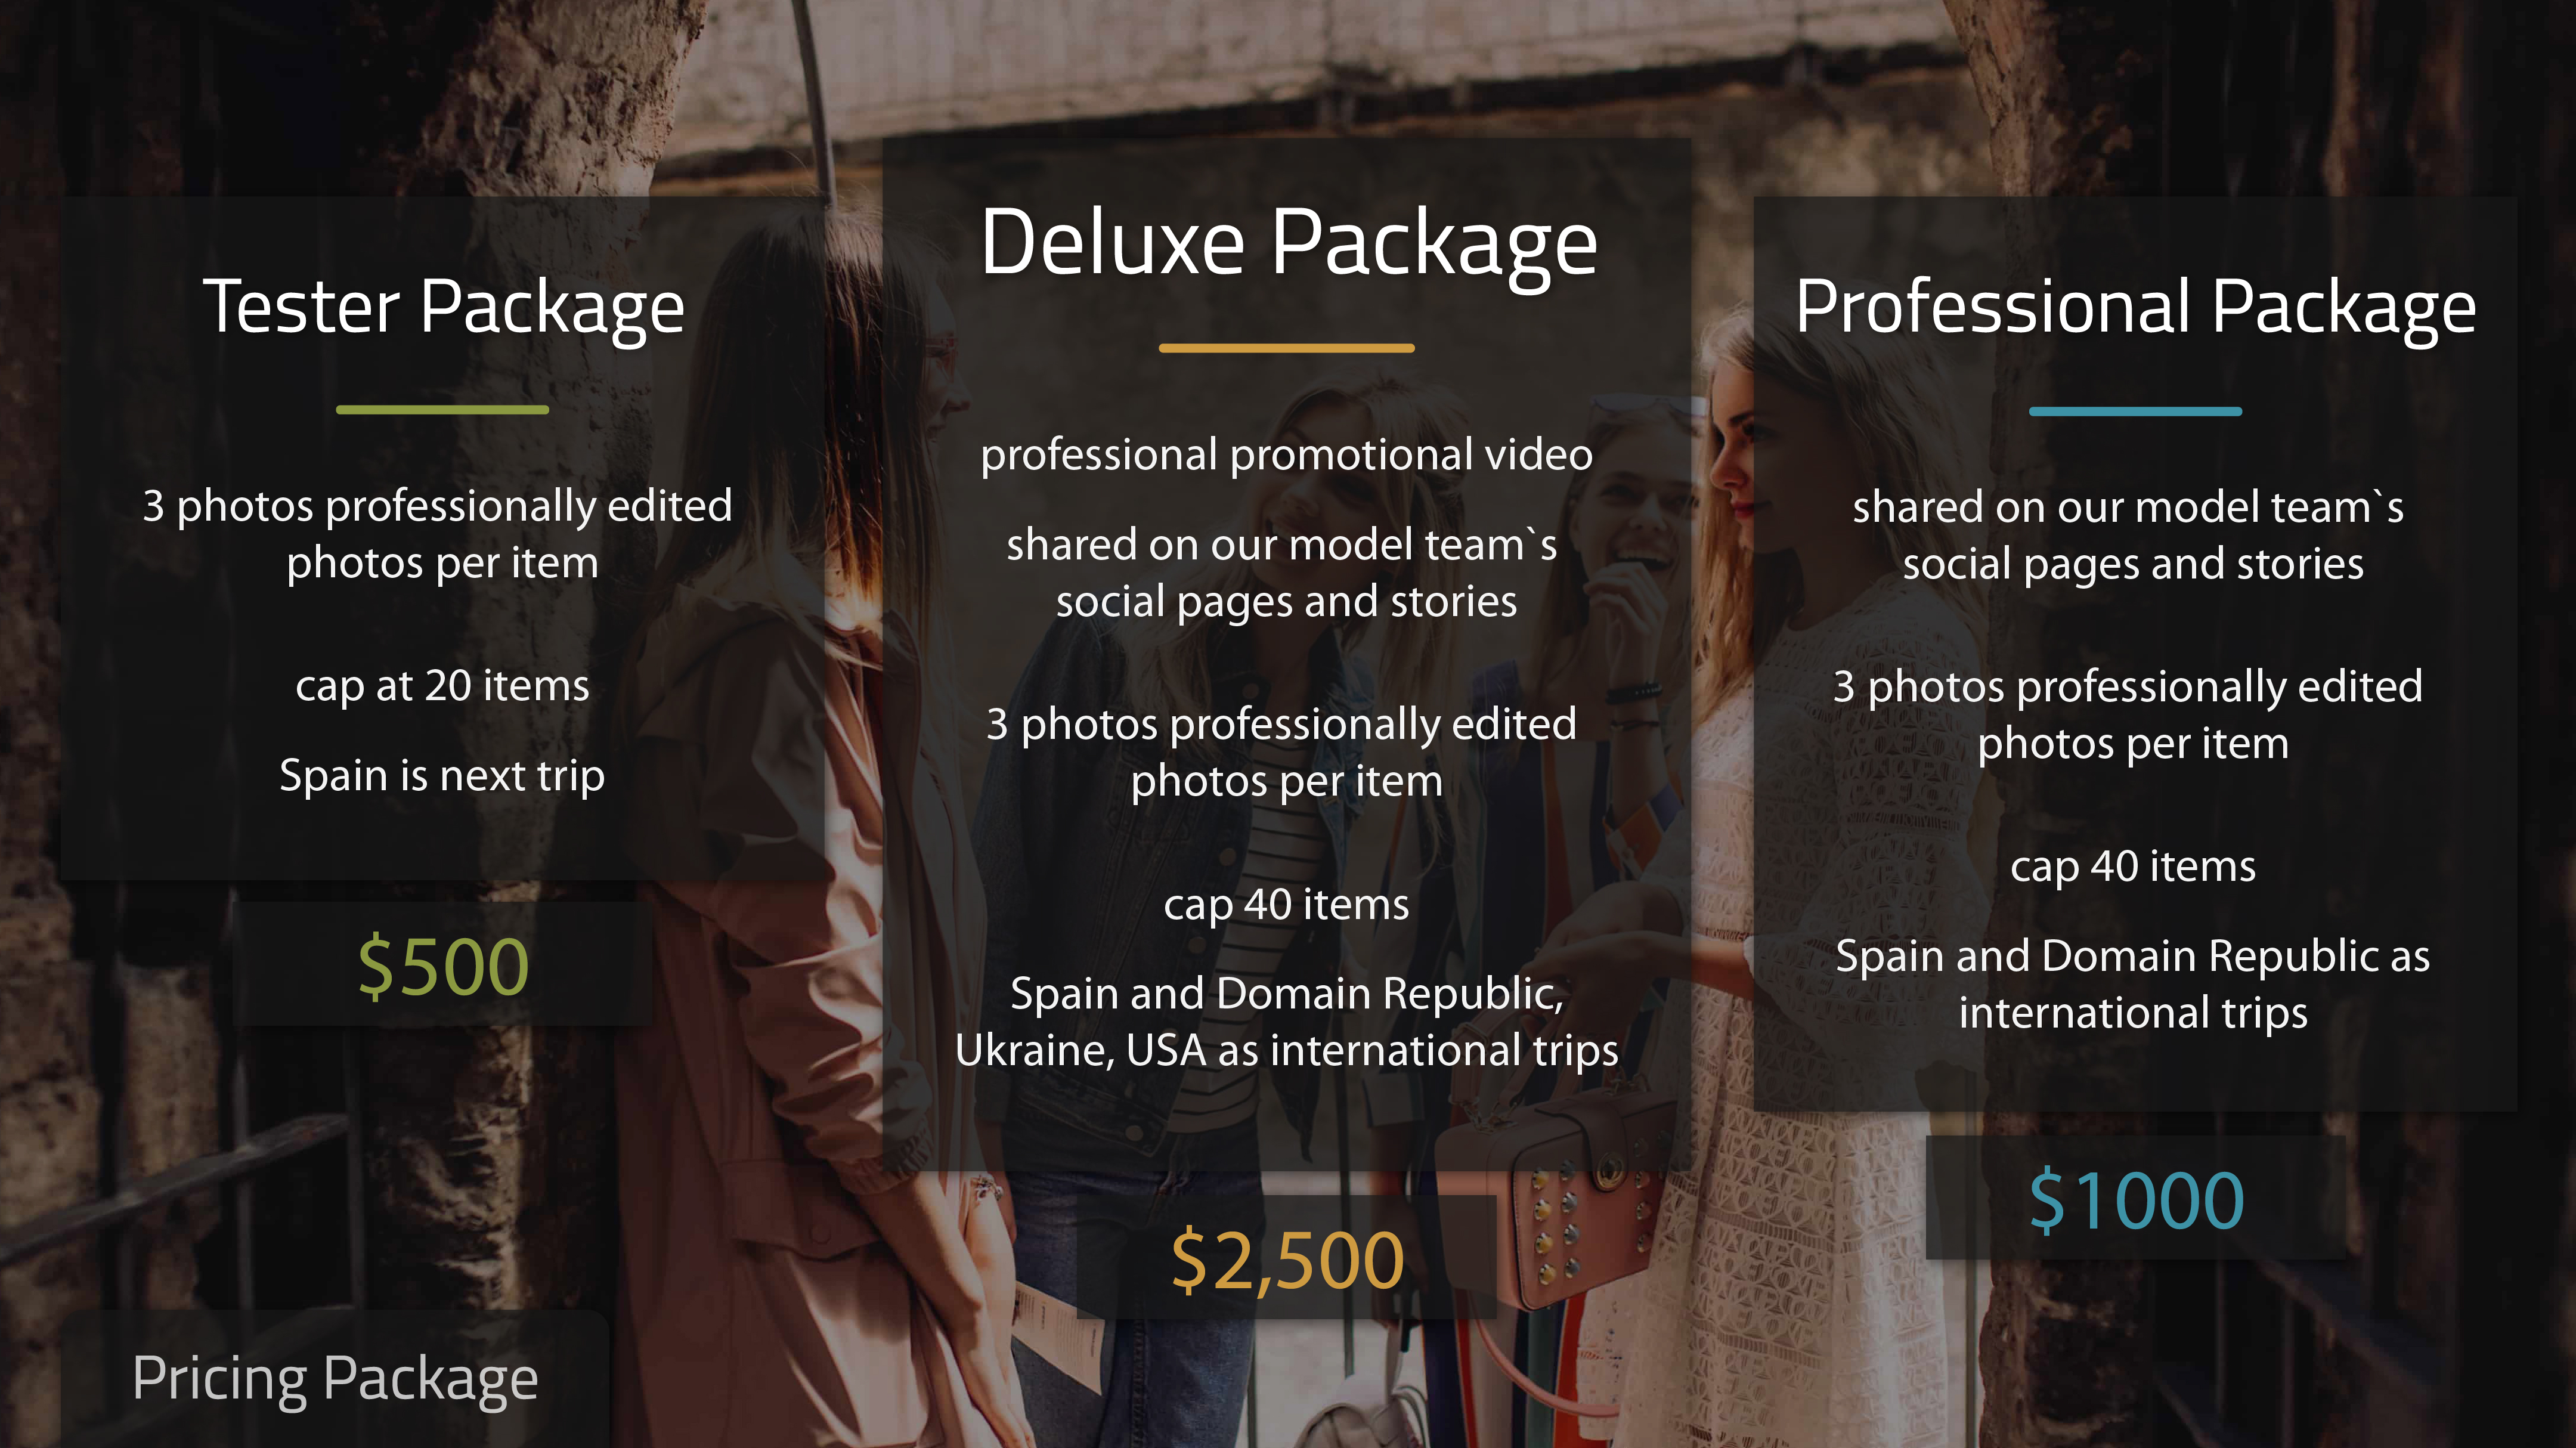 Tester Package
3 photos professionally edited
photos per item
cap at 20 items
Spain is next trip
$500
Deluxe Package
professional promotional video
shared on our model team`s
social pages and stories
3 photos professionally edited
photos per item
cap 40 items
Spain and Domain Republic,
Ukraine, USA as international trips
$2,500
Professional Package
shared on our model team`s
social pages and stories
3 photos professionally edited
photos per item
cap 40 items
Spain and Domain Republic as
international trips
$1000
Pricing Package